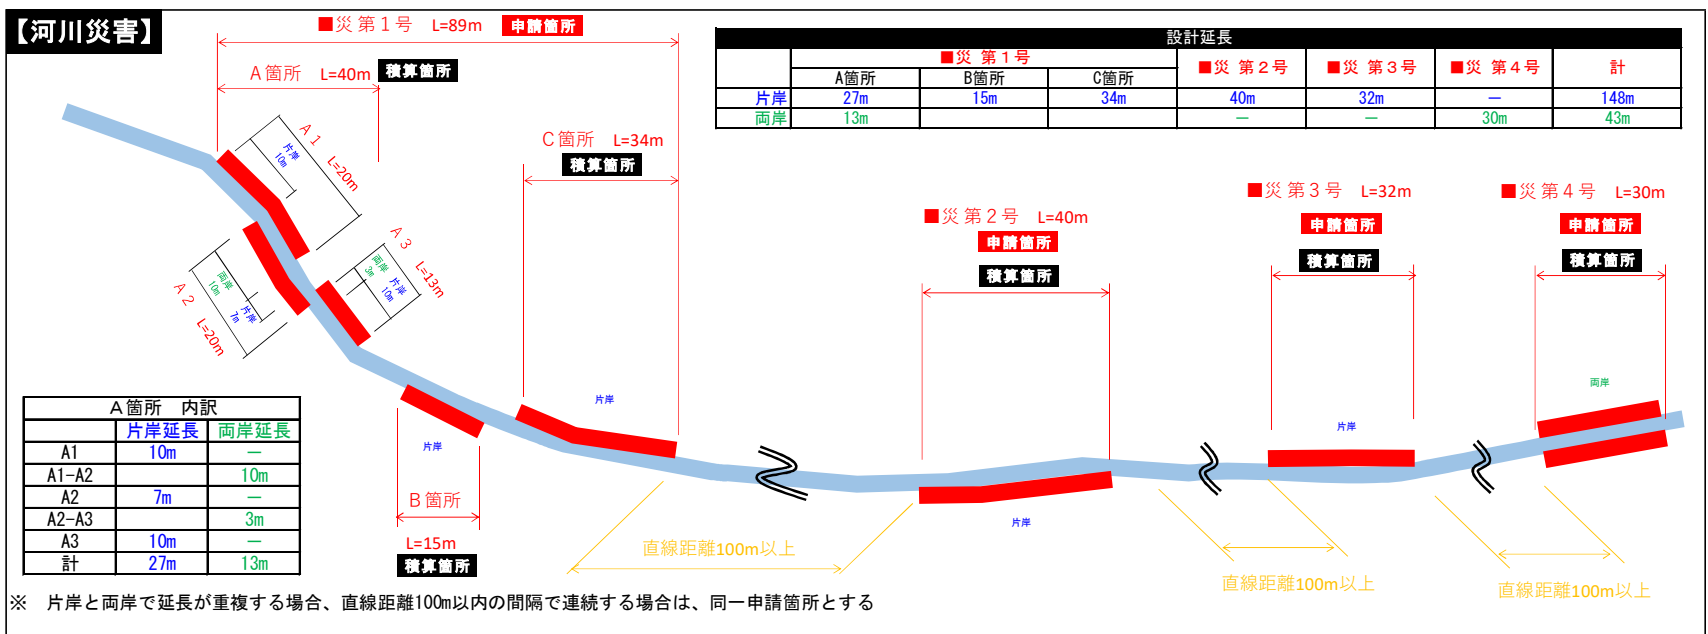 【河川災害】
■災 第１号　L=89m　申請箇所
Ａ箇所　L=40m　積算箇所
設計延長
■災 第１号　■災 第２号　■災 第３号　■災 第４号　計
A箇所　B箇所　C箇所
片岸　27m　15m　34m　40m　32m　－　148m
両岸　13m　－　－　30m　43m
Ａ１　L=20m
片岸
10m
Ｃ箇所　L=34m
積算箇所
Ａ３　L=13m
両岸
3m
片岸
10m
Ａ２　L=20m
両岸
10m
片岸
7m
■災 第２号　L=40m
申請箇所
積算箇所
■災 第３号　L=32m
申請箇所
積算箇所
■災 第４号　L=30m
申請箇所
積算箇所
片岸
片岸
片岸
片岸
両岸
Ａ箇所　内訳
片岸延長　両岸延長
A1　10m　－
A1-A2　10m
A2　7m　－
A2-A3　3m
A3　10m　－
計　27m　13m
Ｂ箇所
L=15m
積算箇所
直線距離100m以上
直線距離100m以上
直線距離100m以上
※　片岸と両岸で延長が重複する場合、直線距離100m以内の間隔で連続する場合は、同一申請箇所とする